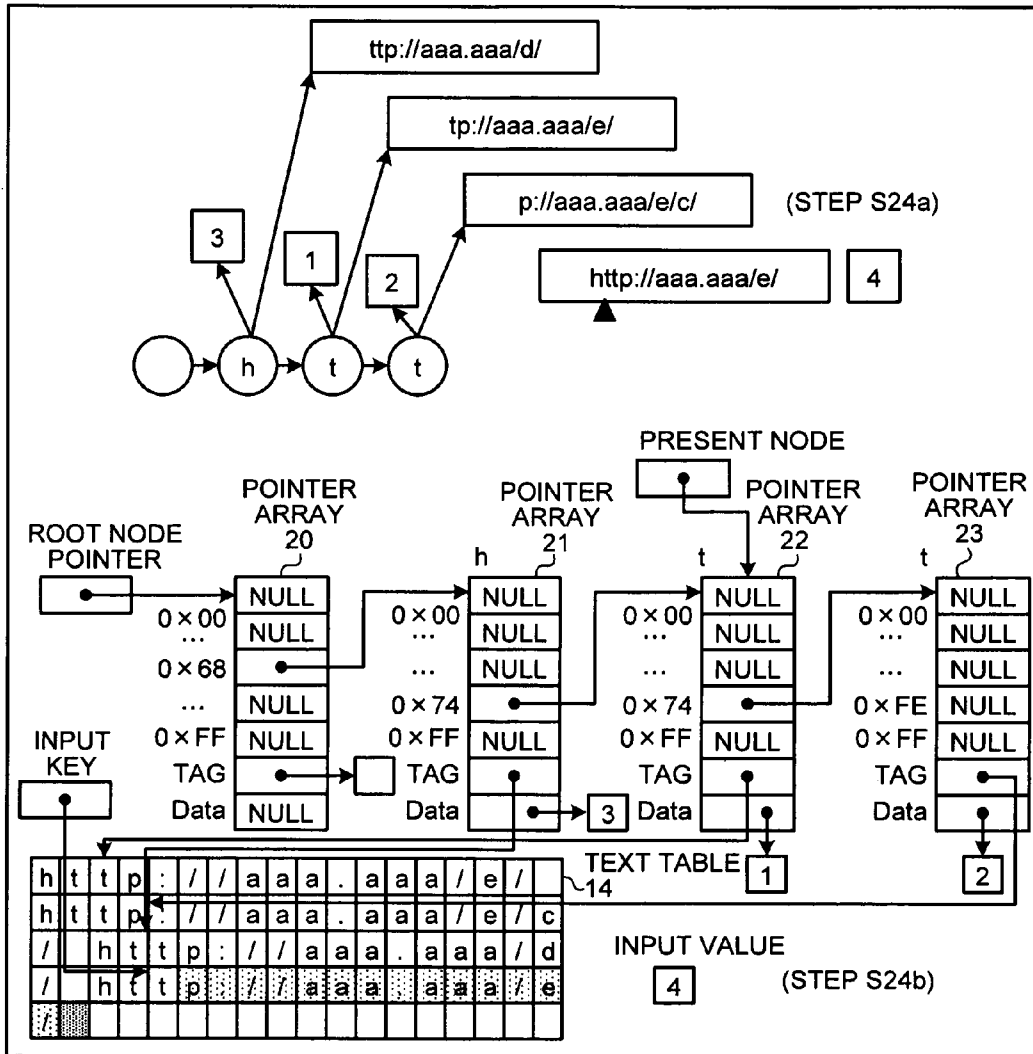 ttp://aaa.aaa/d/
tp://aaa.aaa/e/
p://aaa.aaa/e/c/ (STEP S24a)
3
1
2
http://aaa.aaa/e/ 4
h t t
PRESENT NODE
ROOT NODE POINTER
POINTER ARRAY 20
POINTER ARRAY 21
POINTER ARRAY 22
POINTER ARRAY 23
h t t
NULL NULL NULL NULL
0×00 0×00 0×00 0×00
... NULL ... NULL ... NULL ... NULL
0×68 ... NULL ... NULL ... NULL
... NULL 0×74 0×74 0×FE NULL
0×FF NULL 0×FF NULL 0×FF NULL 0×FF NULL
INPUT KEY
TAG TAG TAG TAG
Data NULL Data 3 Data Data
TEXT TABLE 14
1 2
h t t p : / / a a a . a a a / e /
h t t p : / / a a a . a a a / e / c
/ h t t p : / / a a a . a a a / d
/ h t t p : / / a a a . a a a / e
/
INPUT VALUE
4 (STEP S24b)